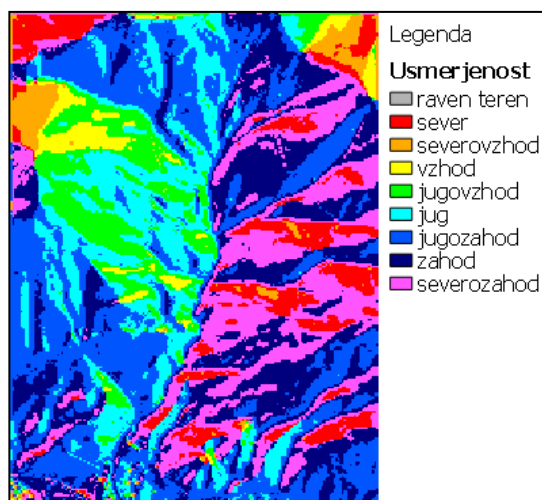 Legenda
Usmerjenost
raven teren
sever
severovzhod
vzhod
jugovzhod
jug
jugozahod
zahod
severozahod